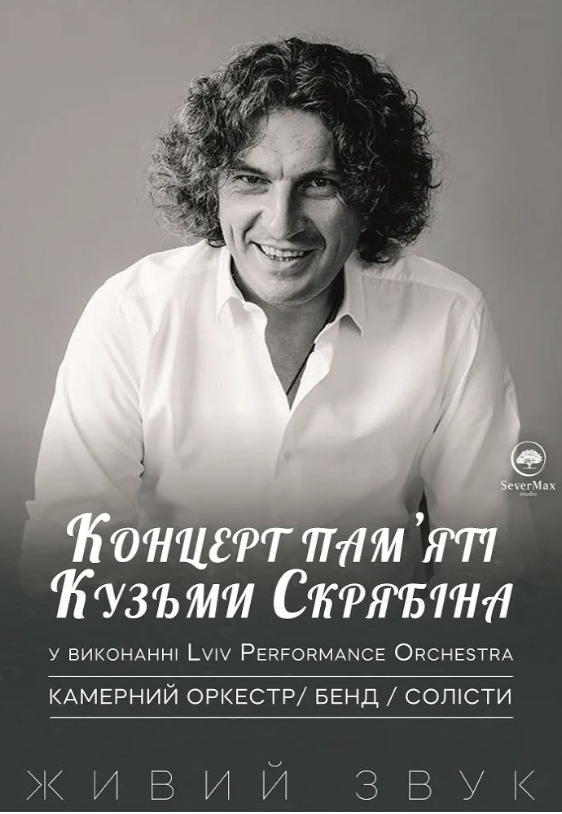 SeverMax
studio
Концерт пам’яті
Кузьми Скрябіна
у виконанні Lviv Performance Orchestra
КАМЕРНИЙ ОРКЕСТР/ БЕНД / СОЛІСТИ
ЖИВИЙ ЗВУК